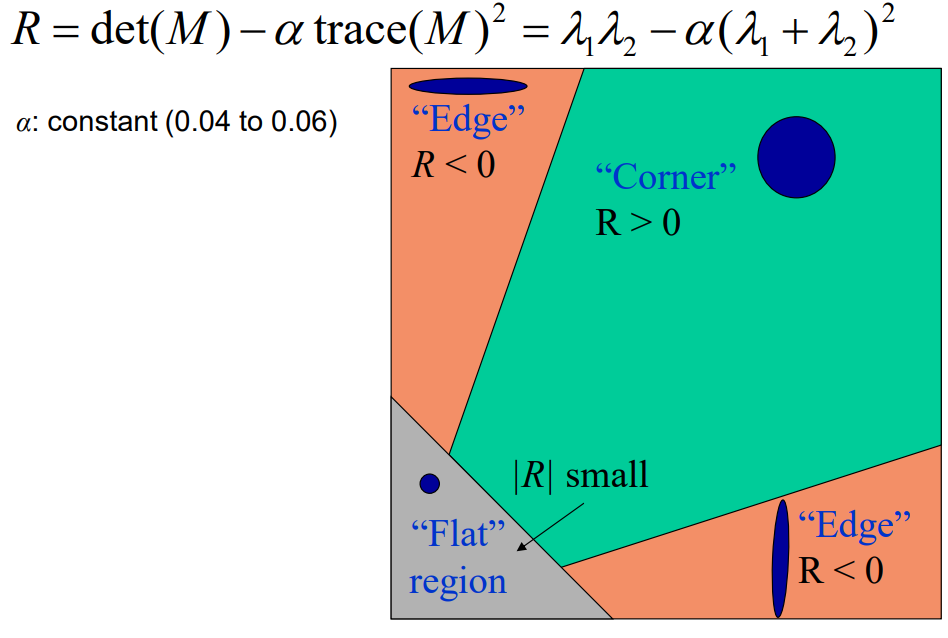 R = det(M) − α trace(M)² = λ₁λ₂ − α(λ₁ + λ₂)²
α: constant (0.04 to 0.06)
“Edge”
R < 0
“Corner”
R > 0
|R| small
“Flat”
region
“Edge”
R < 0